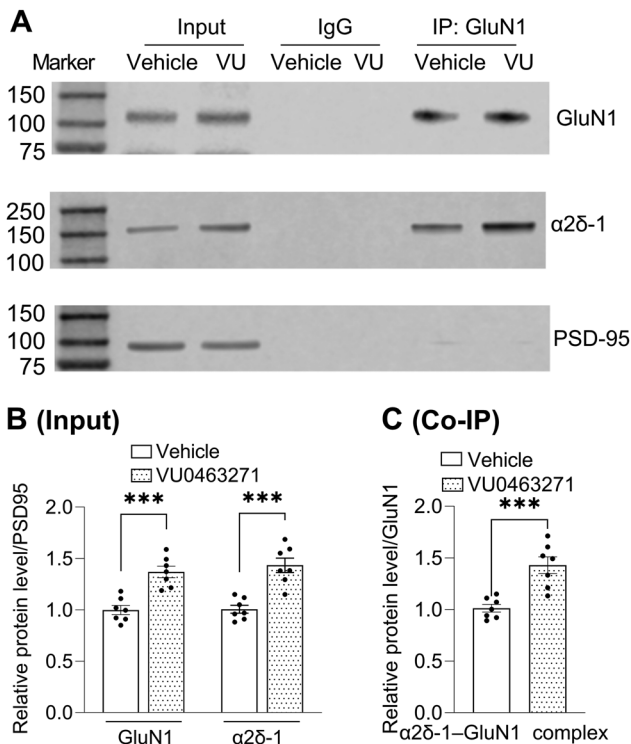 A
Input IgG IP: GluN1
Marker Vehicle VU Vehicle VU Vehicle VU
150
100
75
GluN1
250
150
100
α2δ-1
150
100
75
PSD-95
B (Input)
Vehicle
VU0463271
*** ***
Relative protein level/PSD95
2.0
1.5
1.0
0.5
0.0
GluN1 α2δ-1
C (Co-IP)
Vehicle
VU0463271
***
Relative protein level/GluN1
2.0
1.5
1.0
0.5
0.0
α2δ-1–GluN1 complex